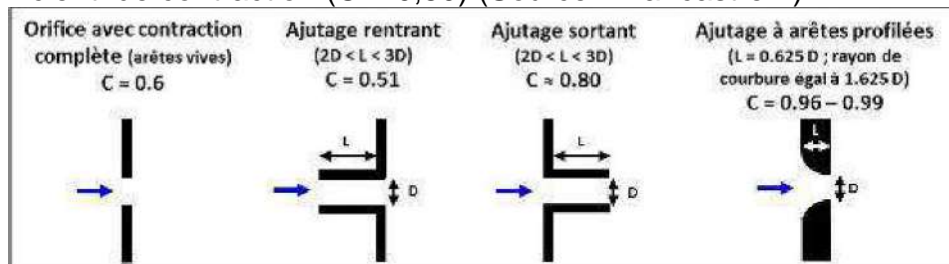 Orifice avec contraction
complète (arêtes vives)
C = 0.6
Ajutage rentrant
(2D < L < 3D)
C = 0.51
Ajutage sortant
(2D < L < 3D)
C ≈ 0.80
Ajutage à arêtes profilées
(L = 0.625 D ; rayon de
courbure égal à 1.625 D)
C = 0.96 – 0.99
L
D
L
D
L
D